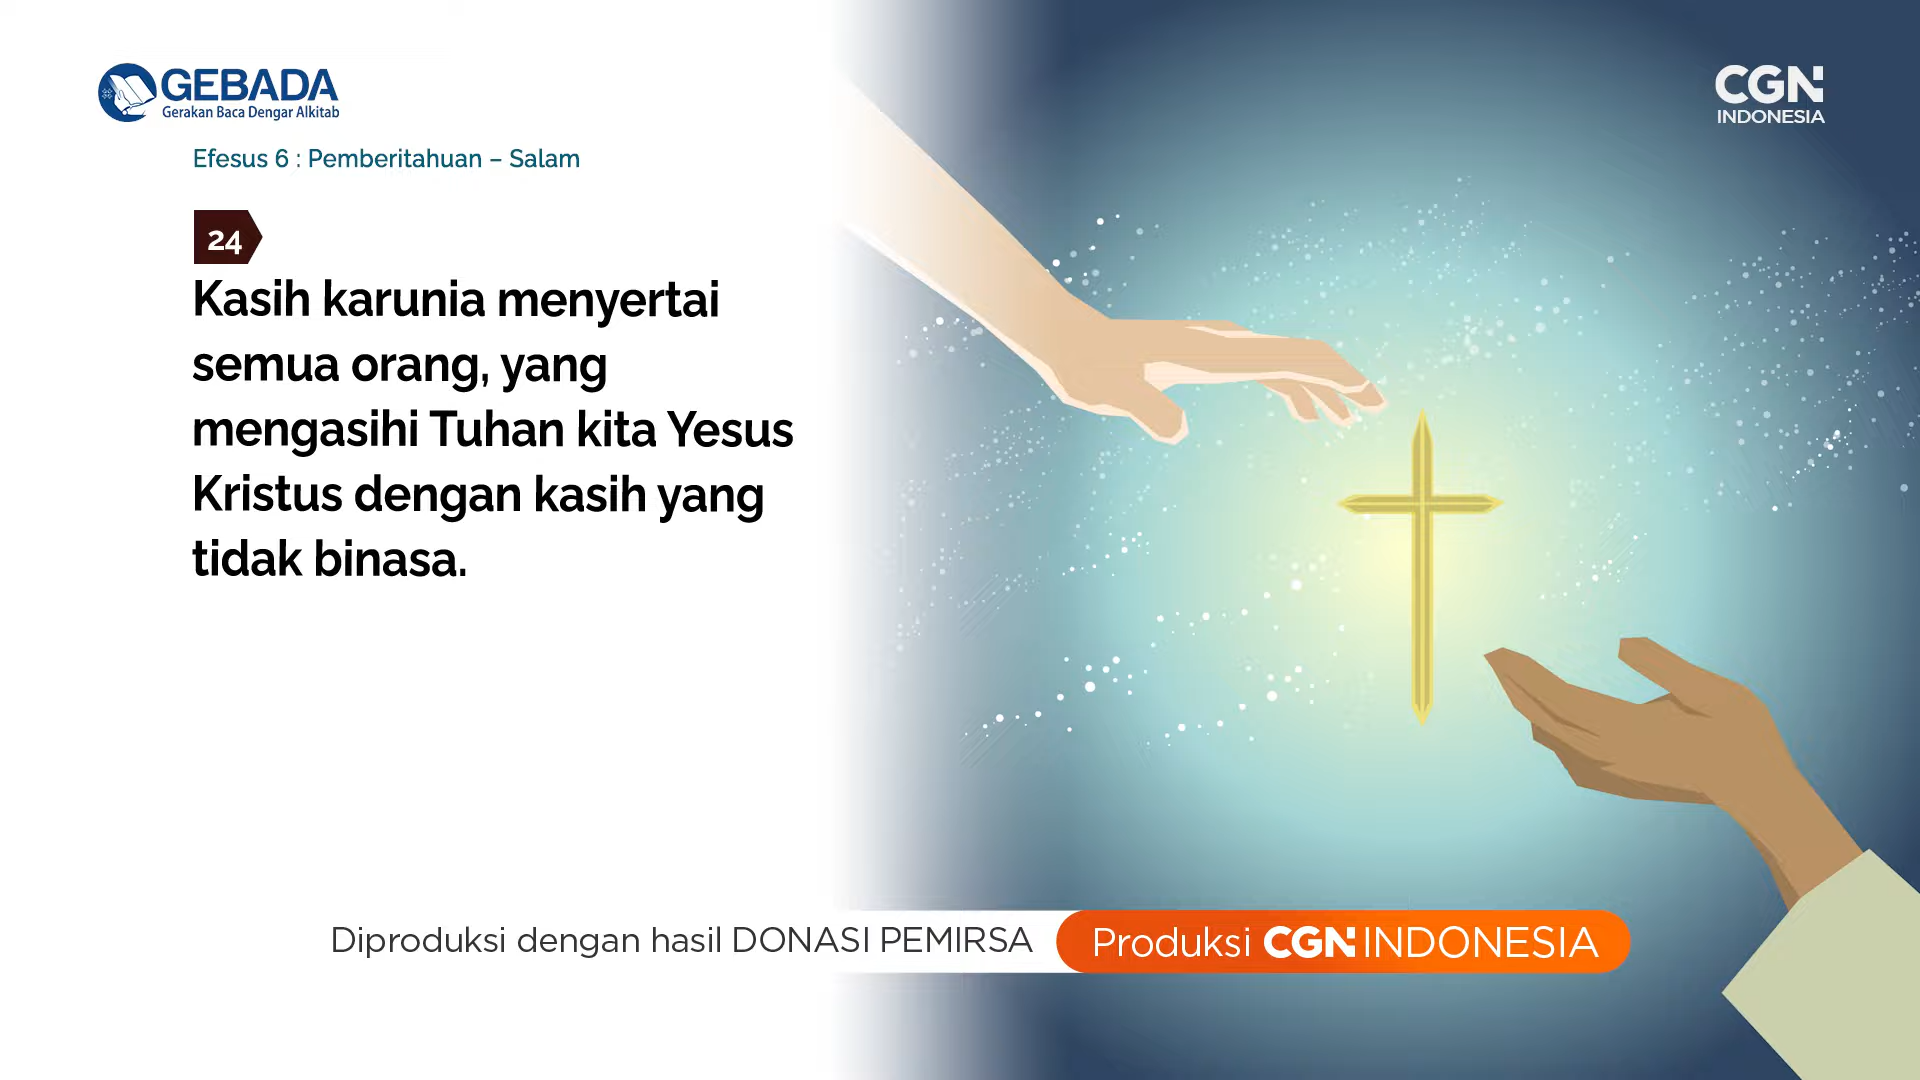 GEBADA
Gerakan Baca Dengar Alkitab
CGN
INDONESIA
Efesus 6 : Pemberitahuan – Salam
24
Kasih karunia menyertai
semua orang, yang
mengasihi Tuhan kita Yesus
Kristus dengan kasih yang
tidak binasa.
Diproduksi dengan hasil DONASI PEMIRSA
Produksi CGN INDONESIA